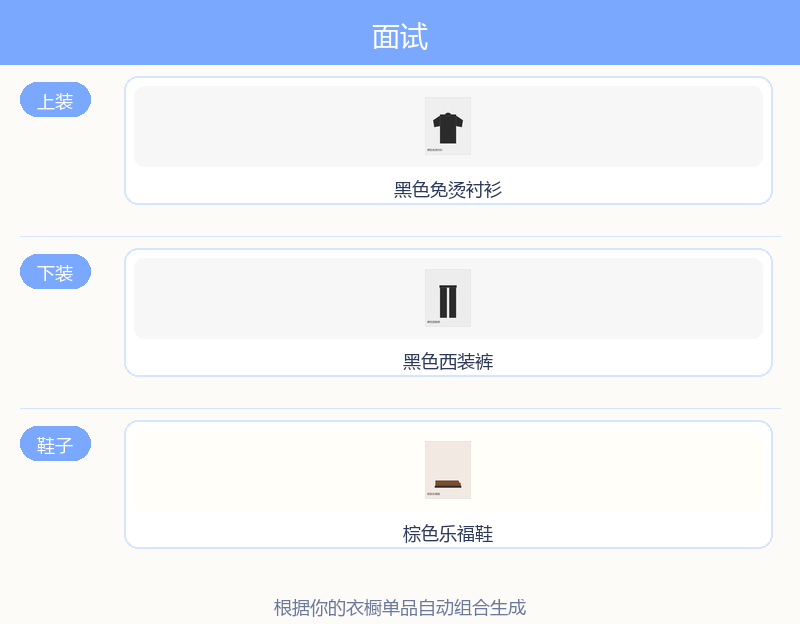 面试
上装
黑色免烫衬衫
下装
黑色西装裤
鞋子
棕色乐福鞋
根据你的衣橱单品自动组合生成